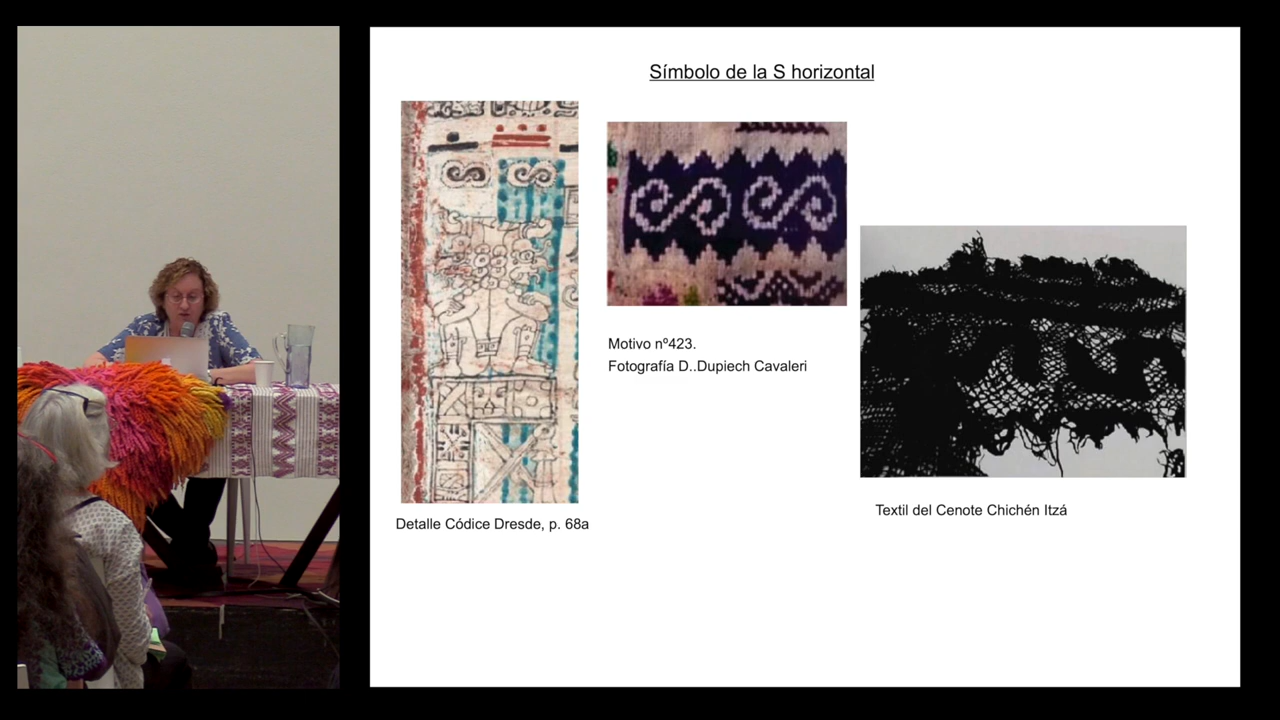 Símbolo de la S horizontal
Motivo nº423.
Fotografía D..Dupiech Cavaleri
Detalle Códice Dresde, p. 68a
Textil del Cenote Chichén Itzá